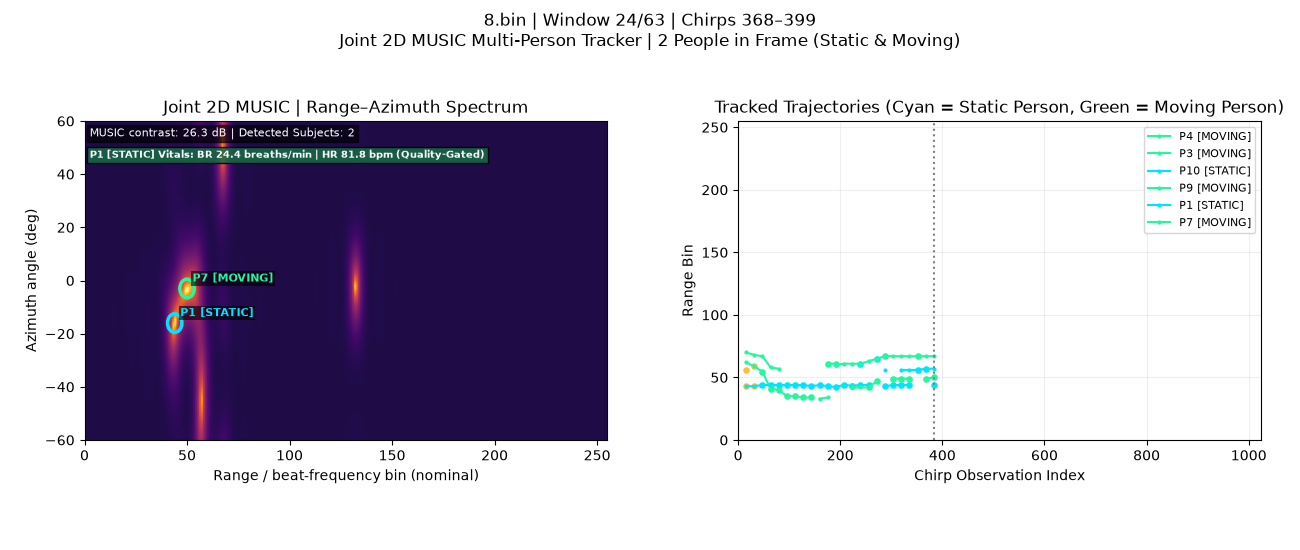 8.bin | Window 24/63 | Chirps 368–399
Joint 2D MUSIC Multi-Person Tracker | 2 People in Frame (Static & Moving)
Joint 2D MUSIC | Range–Azimuth Spectrum
MUSIC contrast: 26.3 dB | Detected Subjects: 2
P1 [STATIC] Vitals: BR 24.4 breaths/min | HR 81.8 bpm (Quality-Gated)
P7 [MOVING]
P1 [STATIC]
60
40
20
0
−20
−40
−60
Azimuth angle (deg)
0 50 100 150 200 250
Range / beat-frequency bin (nominal)
Tracked Trajectories (Cyan = Static Person, Green = Moving Person)
P4 [MOVING]
P3 [MOVING]
P10 [STATIC]
P9 [MOVING]
P1 [STATIC]
P7 [MOVING]
250
200
150
100
50
0
Range Bin
0 200 400 600 800 1000
Chirp Observation Index